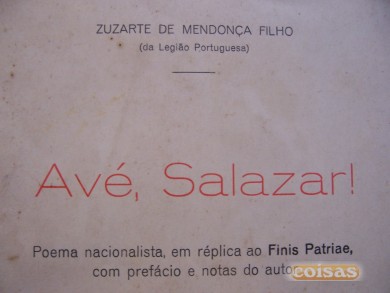 ZUZARTE DE MENDONÇA FILHO
(da Legião Portuguesa)
Avé, Salazar!
Poema nacionalista, em réplica ao Finis Patriae,
com prefácio e notas do autor
coisas